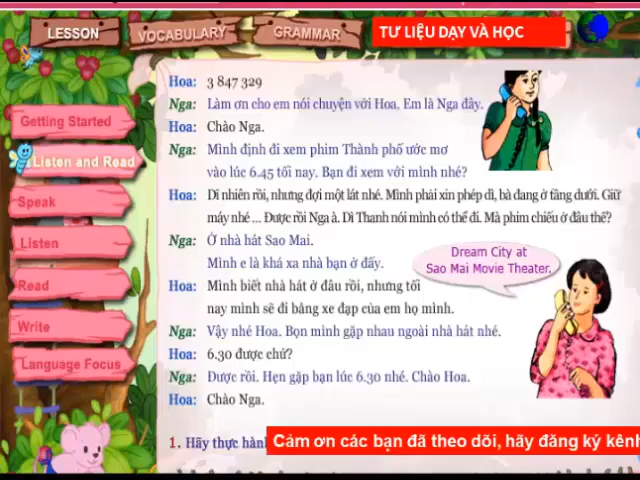 LESSON
VOCABULARY
GRAMMAR
TƯ LIỆU DẠY VÀ HỌC
Getting Started
Listen and Read
Speak
Listen
Read
Write
Language Focus
Hoa: 3 847 329
Nga: Làm ơn cho em nói chuyện với Hoa. Em là Nga đây.
Hoa: Chào Nga.
Nga: Mình định đi xem phim Thành phố ước mơ
vào lúc 6.45 tối nay. Bạn đi xem với mình nhé?
Hoa: Dĩ nhiên rồi, nhưng đợi một lát nhé. Mình phải xin phép dì, bà đang ở tầng dưới. Giữ
máy nhé ... Được rồi Nga à. Dì Thanh nói mình có thể đi. Mà phim chiếu ở đâu thế?
Nga: Ở nhà hát Sao Mai.
Mình e là khá xa nhà bạn ở đấy.
Dream City at
Sao Mai Movie Theater.
Hoa: Mình biết nhà hát ở đâu rồi, nhưng tối
nay mình sẽ đi bằng xe đạp của em họ mình.
Nga: Vậy nhé Hoa. Bọn mình gặp nhau ngoài nhà hát nhé.
Hoa: 6.30 được chứ?
Nga: Được rồi. Hẹn gặp bạn lúc 6.30 nhé. Chào Hoa.
Hoa: Chào Nga.
1. Hãy thực hành
Cảm ơn các bạn đã theo dõi, hãy đăng ký kênh